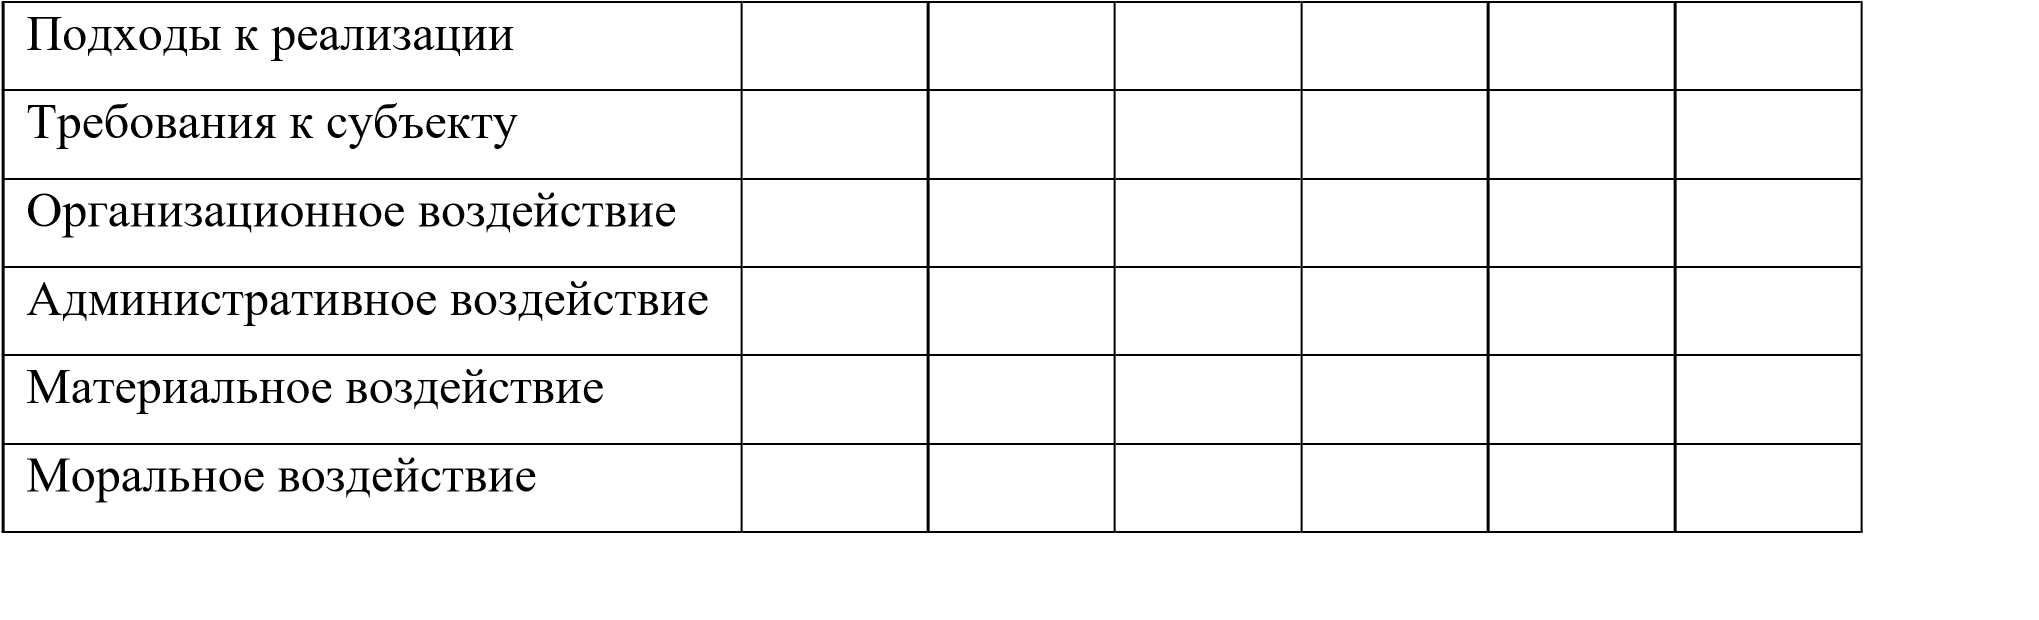 Подходы к реализации
Требования к субъекту
Организационное воздействие
Административное воздействие
Материальное воздействие
Моральное воздействие